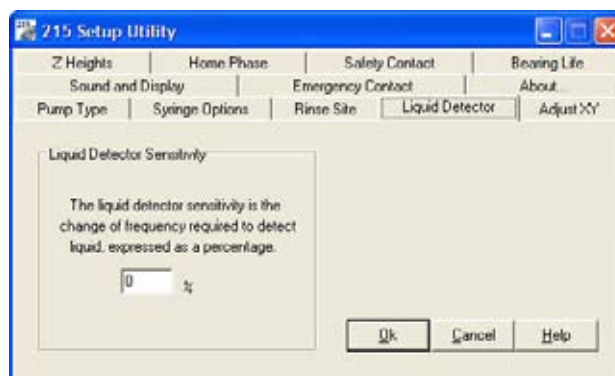 215 Setup Utility
Z Heights Home Phase Safety Contact Bearing Life
Sound and Display Emergency Contact About...
Pump Type Syringe Options Rinse Site Liquid Detector Adjust XY
Liquid Detector Sensitivity
The liquid detector sensitivity is the
change of frequency required to detect
liquid, expressed as a percentage.
0 %
Ok Cancel Help